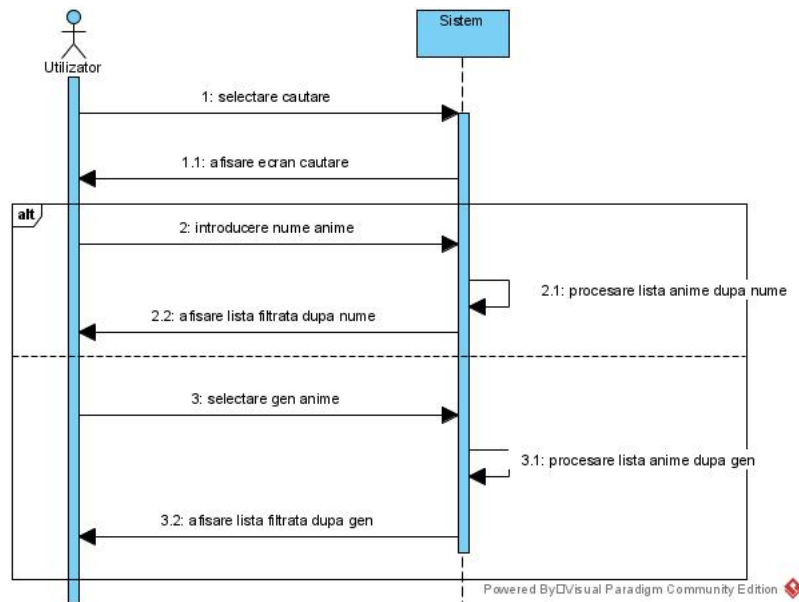 Sistem
Utilizator
1: selectare cautare
1.1: afisare ecran cautare
alt
2: introducere nume anime
2.1: procesare lista anime dupa nume
2.2: afisare lista filtrata dupa nume
3: selectare gen anime
3.1: procesare lista anime dupa gen
3.2: afisare lista filtrata dupa gen
Powered By□Visual Paradigm Community Edition